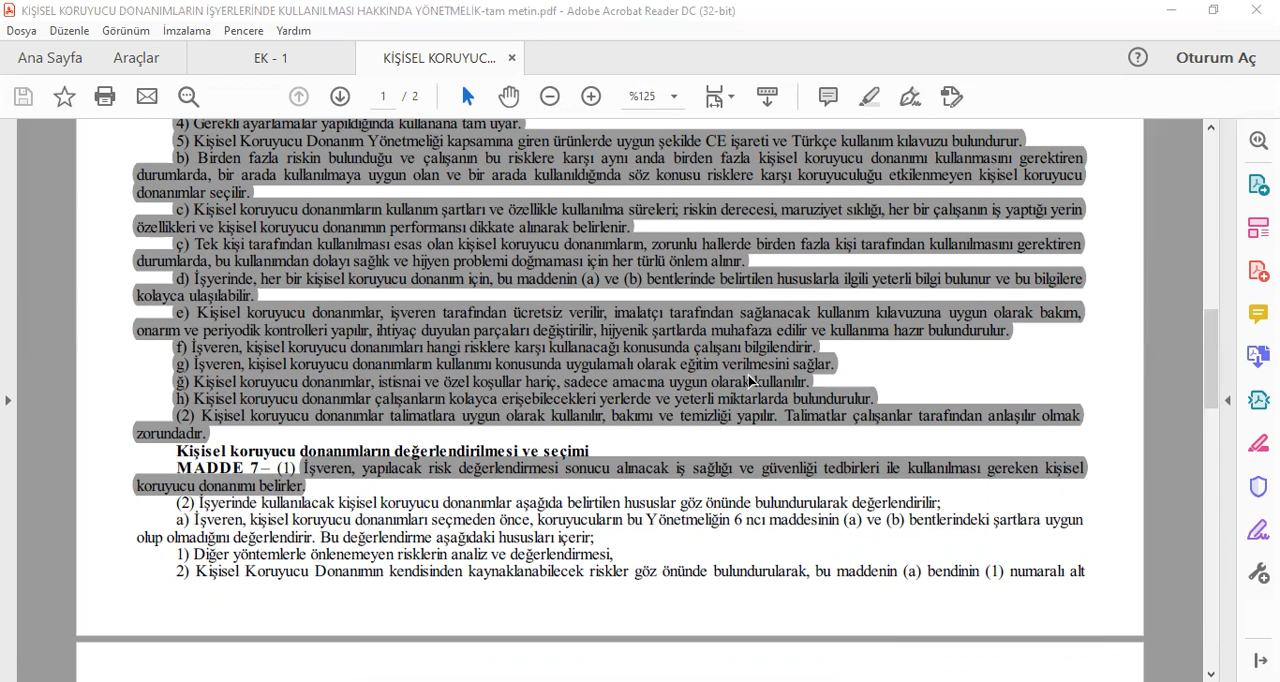 KİŞİSEL KORUYUCU DONANIMLARIN İŞYERLERİNDE KULLANILMASI HAKKINDA YÖNETMELİK-tam metin.pdf - Adobe Acrobat Reader DC (32-bit)
Dosya Düzenle Görünüm İmzalama Pencere Yardım
Ana Sayfa Araçlar EK - 1 KİŞİSEL KORUYUC... × Oturum Aç
1 / 2 %125
4) Gerekli ayarlamalar yapıldığında kullanana tam uyar.
5) Kişisel Koruyucu Donanım Yönetmeliği kapsamına giren ürünlerde uygun şekilde CE işareti ve Türkçe kullanım kılavuzu bulundurur.
b) Birden fazla riskin bulunduğu ve çalışanın bu risklere karşı aynı anda birden fazla kişisel koruyucu donanımı kullanmasını gerektiren
durumlarda, bir arada kullanılmaya uygun olan ve bir arada kullanıldığında söz konusu risklere karşı koruyuculuğu etkilenmeyen kişisel koruyucu
donanımlar seçilir.
c) Kişisel koruyucu donanımların kullanım şartları ve özellikle kullanılma süreleri; riskin derecesi, maruziyet sıklığı, her bir çalışanın iş yaptığı yerin
özellikleri ve kişisel koruyucu donanımın performansı dikkate alınarak belirlenir.
ç) Tek kişi tarafından kullanılması esas olan kişisel koruyucu donanımların, zorunlu hallerde birden fazla kişi tarafından kullanılmasını gerektiren
durumlarda, bu kullanımdan dolayı sağlık ve hijyen problemi doğmaması için her türlü önlem alınır.
d) İşyerinde, her bir kişisel koruyucu donanım için, bu maddenin (a) ve (b) bentlerinde belirtilen hususlarla ilgili yeterli bilgi bulunur ve bu bilgilere
kolayca ulaşılabilir.
e) Kişisel koruyucu donanımlar, işveren tarafından ücretsiz verilir, imalatçı tarafından sağlanacak kullanım kılavuzuna uygun olarak bakım,
onarım ve periyodik kontrolleri yapılır, ihtiyaç duyulan parçaları değiştirilir, hijyenik şartlarda muhafaza edilir ve kullanıma hazır bulundurulur.
f) İşveren, kişisel koruyucu donanımları hangi risklere karşı kullanacağı konusunda çalışanı bilgilendirir.
g) İşveren, kişisel koruyucu donanımların kullanımı konusunda uygulamalı olarak eğitim verilmesini sağlar.
ğ) Kişisel koruyucu donanımlar, istisnai ve özel koşullar hariç, sadece amacına uygun olarak kullanılır.
h) Kişisel koruyucu donanımlar çalışanların kolayca erişebilecekleri yerlerde ve yeterli miktarlarda bulundurulur.
(2) Kişisel koruyucu donanımlar talimatlara uygun olarak kullanılır, bakımı ve temizliği yapılır. Talimatlar çalışanlar tarafından anlaşılır olmak
zorundadır.
Kişisel koruyucu donanımların değerlendirilmesi ve seçimi
MADDE 7– (1) İşveren, yapılacak risk değerlendirmesi sonucu alınacak iş sağlığı ve güvenliği tedbirleri ile kullanılması gereken kişisel
koruyucu donanımı belirler.
(2) İşyerinde kullanılacak kişisel koruyucu donanımlar aşağıda belirtilen hususlar göz önünde bulundurularak değerlendirilir;
a) İşveren, kişisel koruyucu donanımları seçmeden önce, koruyucuların bu Yönetmeliğin 6 ncı maddesinin (a) ve (b) bentlerindeki şartlara uygun
olup olmadığını değerlendirir. Bu değerlendirme aşağıdaki hususları içerir;
1) Diğer yöntemlerle önlenemeyen risklerin analiz ve değerlendirmesi,
2) Kişisel Koruyucu Donanımın kendisinden kaynaklanabilecek riskler göz önünde bulundurularak, bu maddenin (a) bendinin (1) numaralı alt